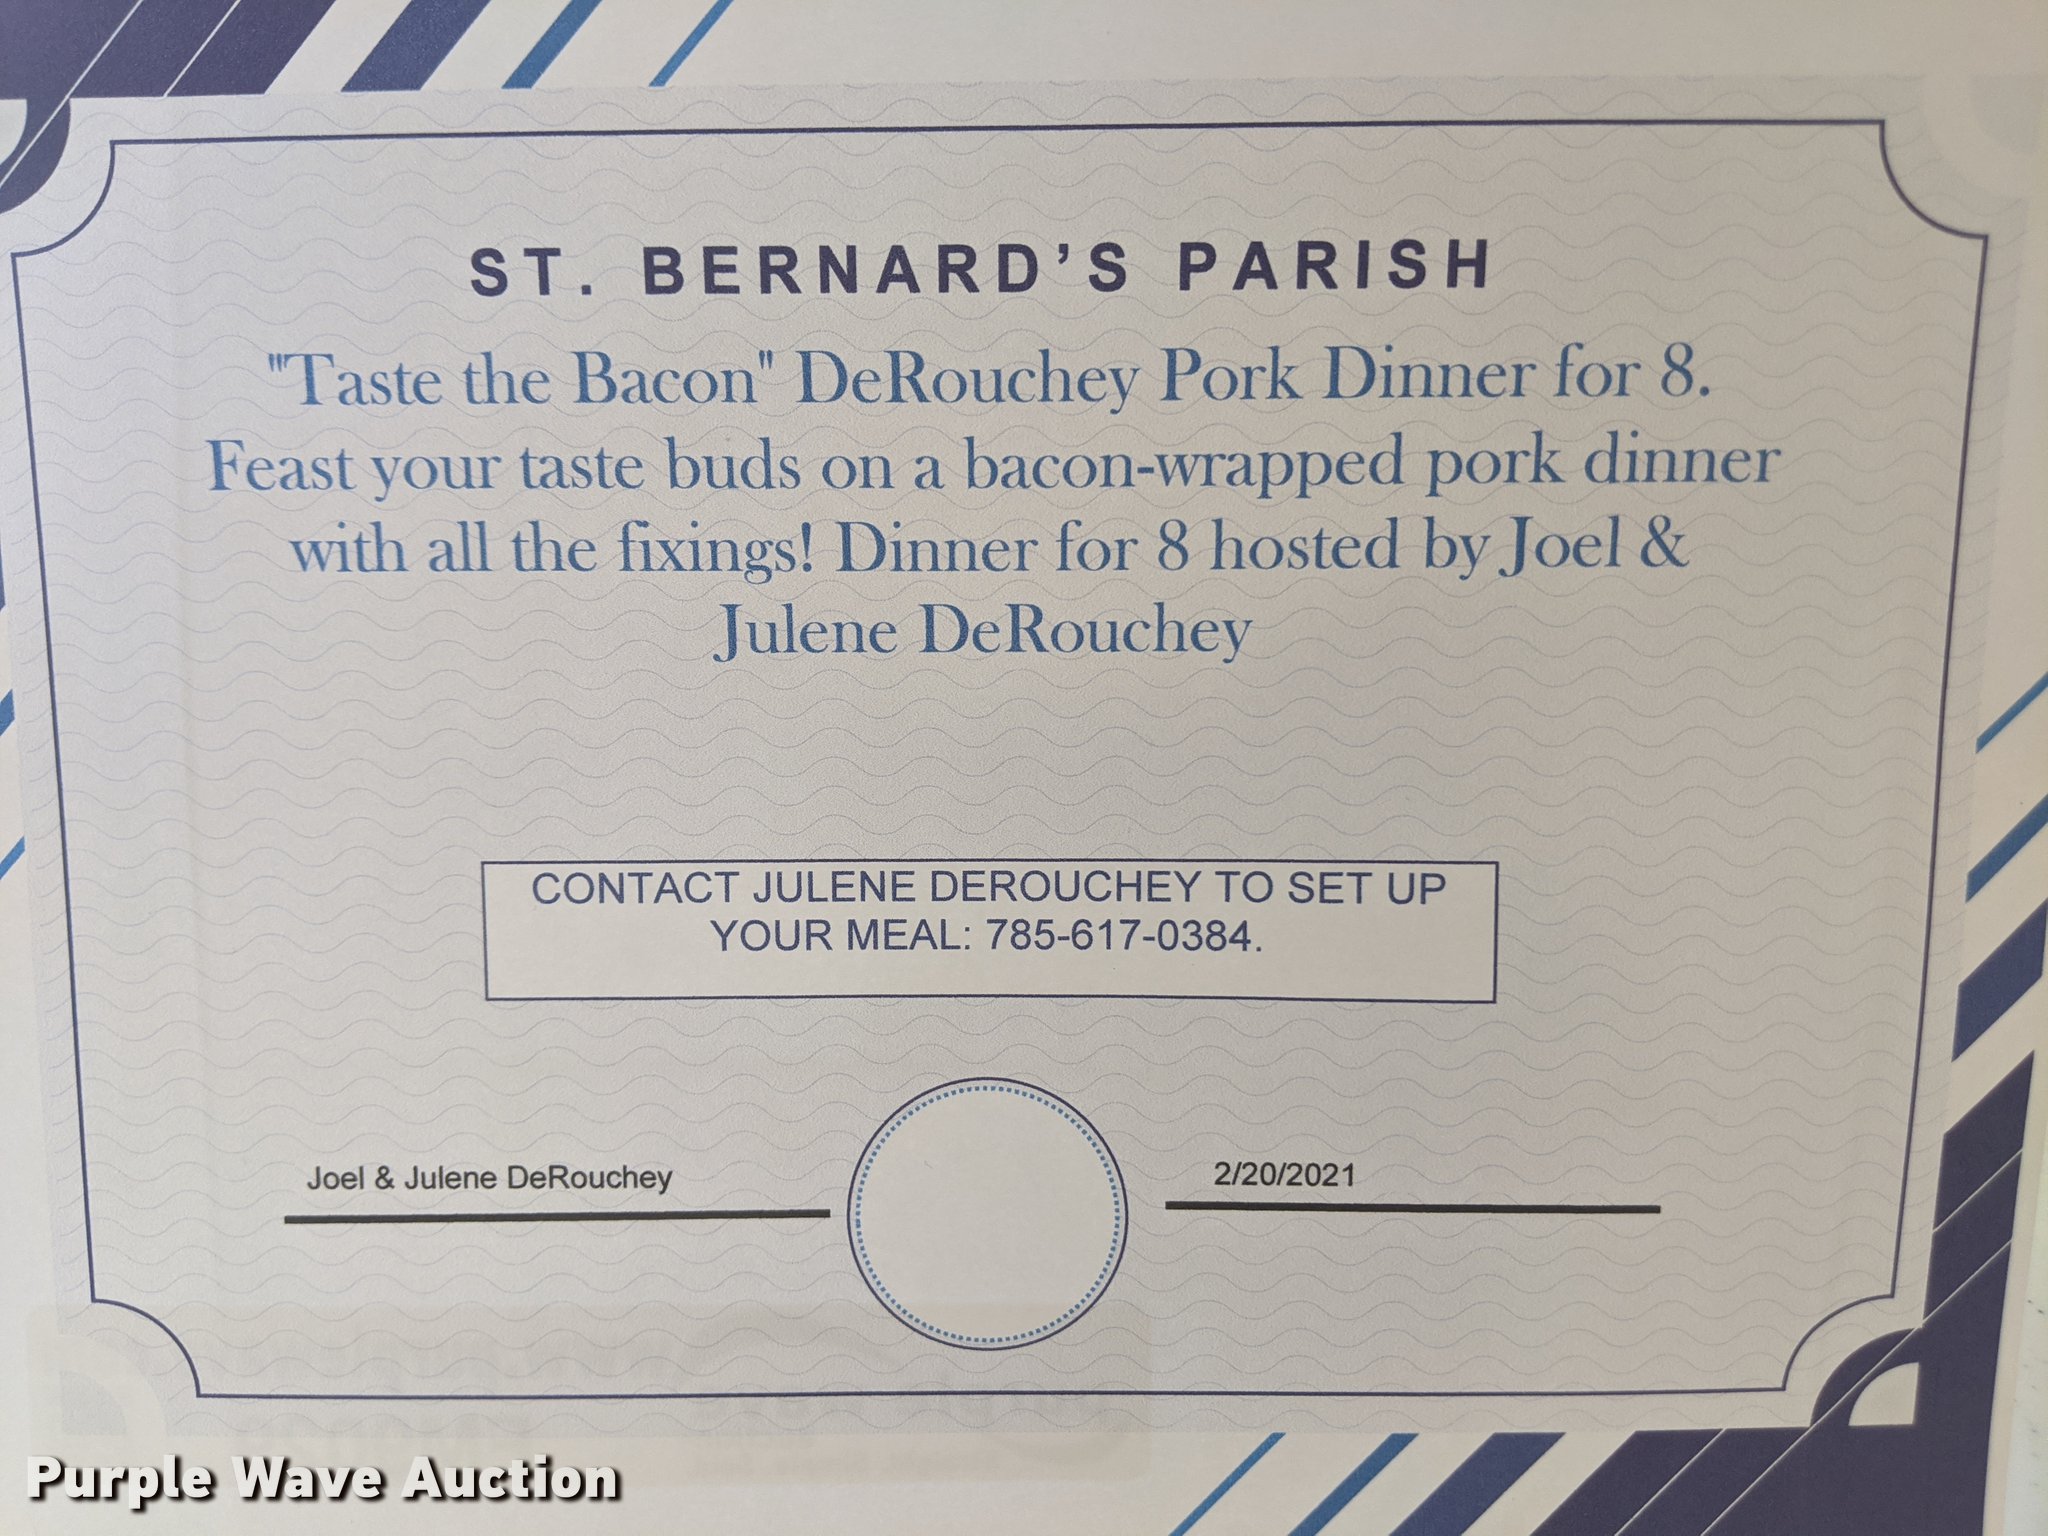 ST. BERNARD'S PARISH
"Taste the Bacon" DeRouchey Pork Dinner for 8.
Feast your taste buds on a bacon-wrapped pork dinner
with all the fixings! Dinner for 8 hosted by Joel &
Julene DeRouchey
CONTACT JULENE DEROUCHEY TO SET UP
YOUR MEAL: 785-617-0384.
Joel & Julene DeRouchey
2/20/2021
Purple Wave Auction